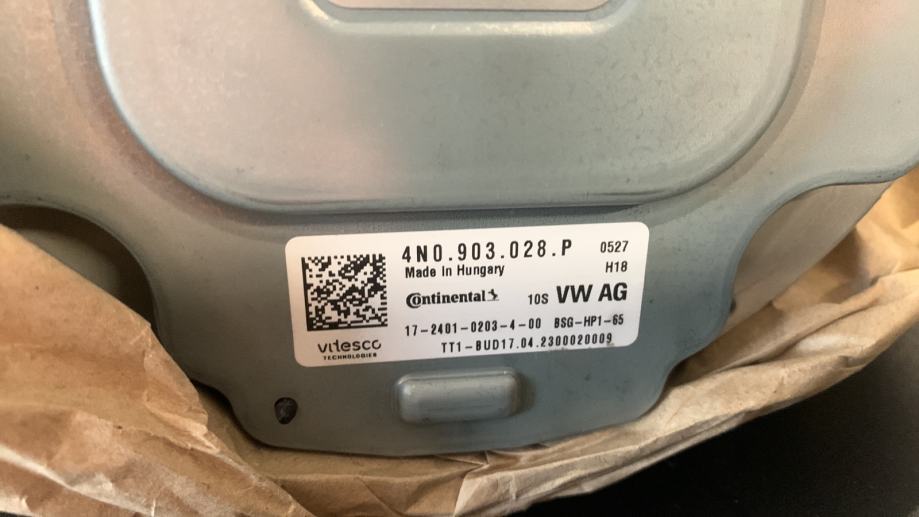 4N0.903.028.P 0527
Made in Hungary H18
Continental 10S VW AG
17-2401-0203-4-00 BSG-HP1-65
TT1-BUD17.04.2300020009
vitesco
TECHNOLOGIES